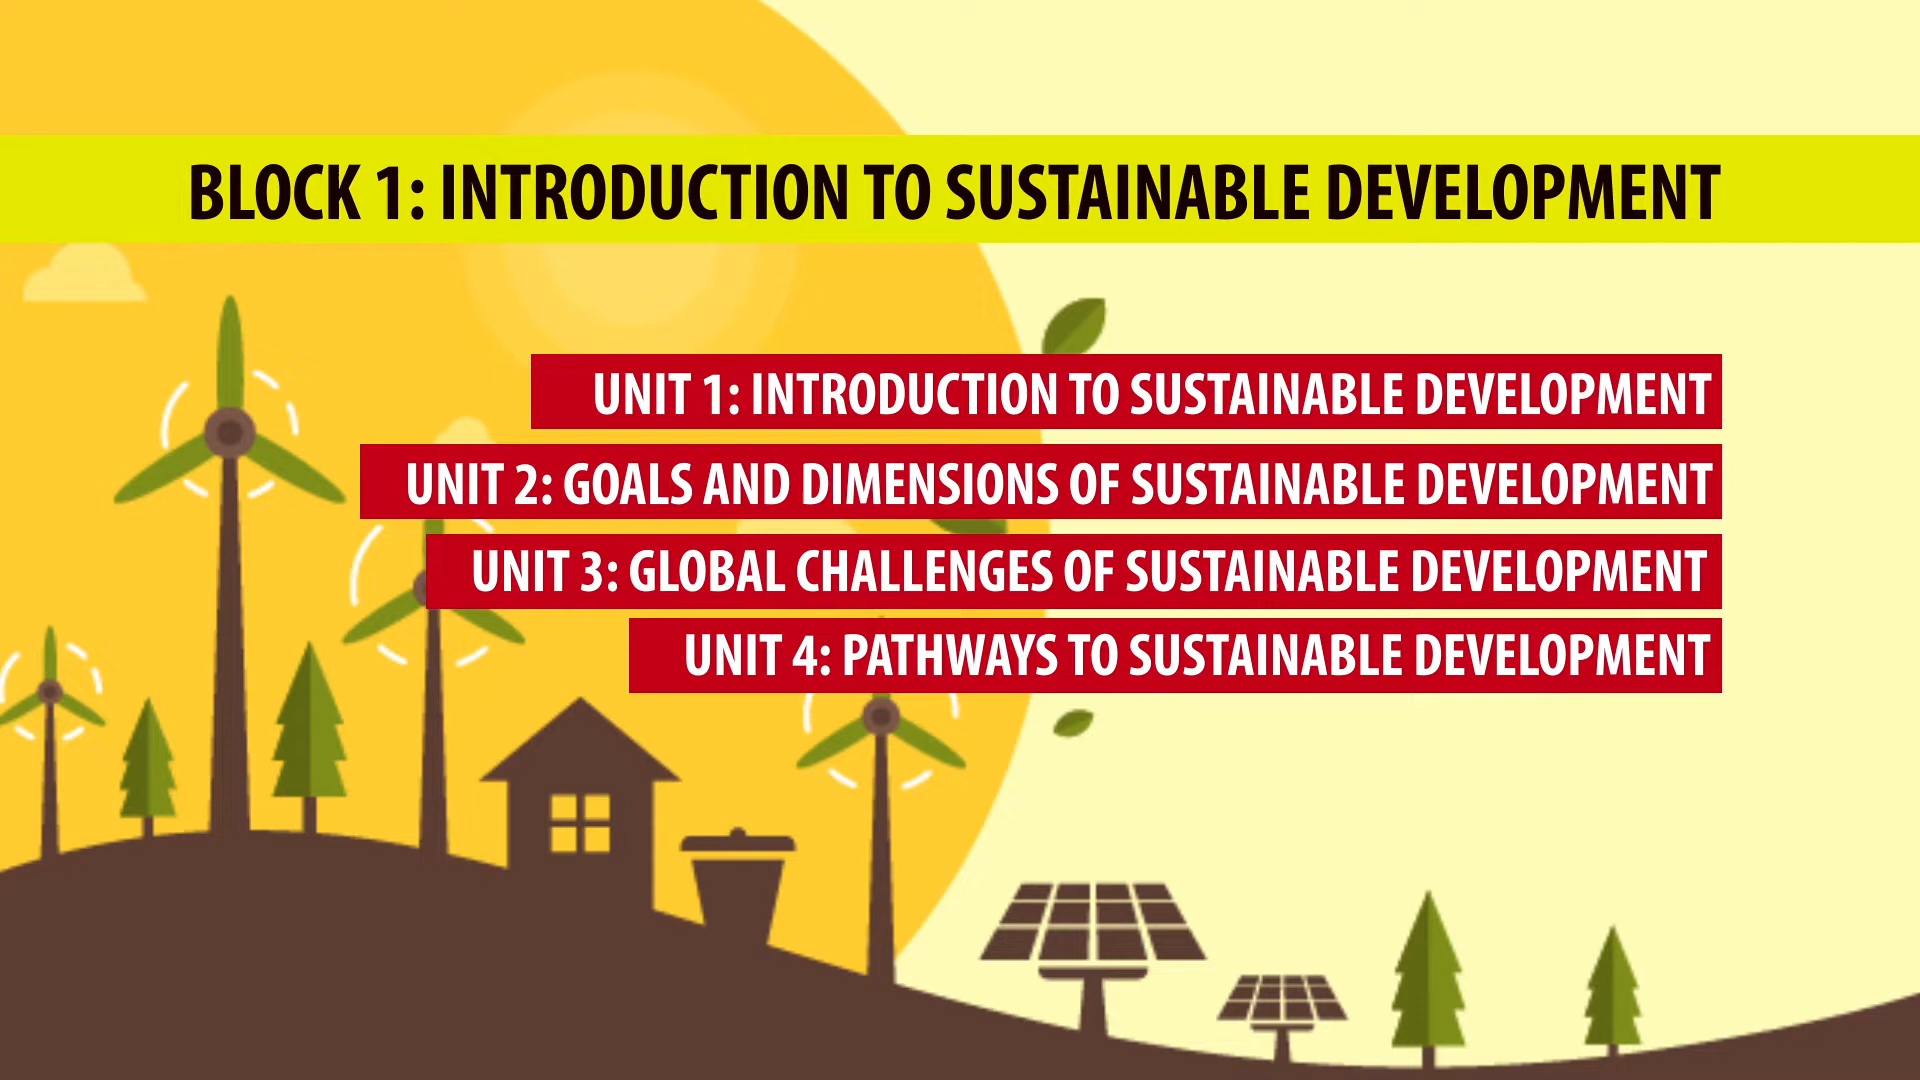 BLOCK 1: INTRODUCTION TO SUSTAINABLE DEVELOPMENT
UNIT 1: INTRODUCTION TO SUSTAINABLE DEVELOPMENT
UNIT 2: GOALS AND DIMENSIONS OF SUSTAINABLE DEVELOPMENT
UNIT 3: GLOBAL CHALLENGES OF SUSTAINABLE DEVELOPMENT
UNIT 4: PATHWAYS TO SUSTAINABLE DEVELOPMENT